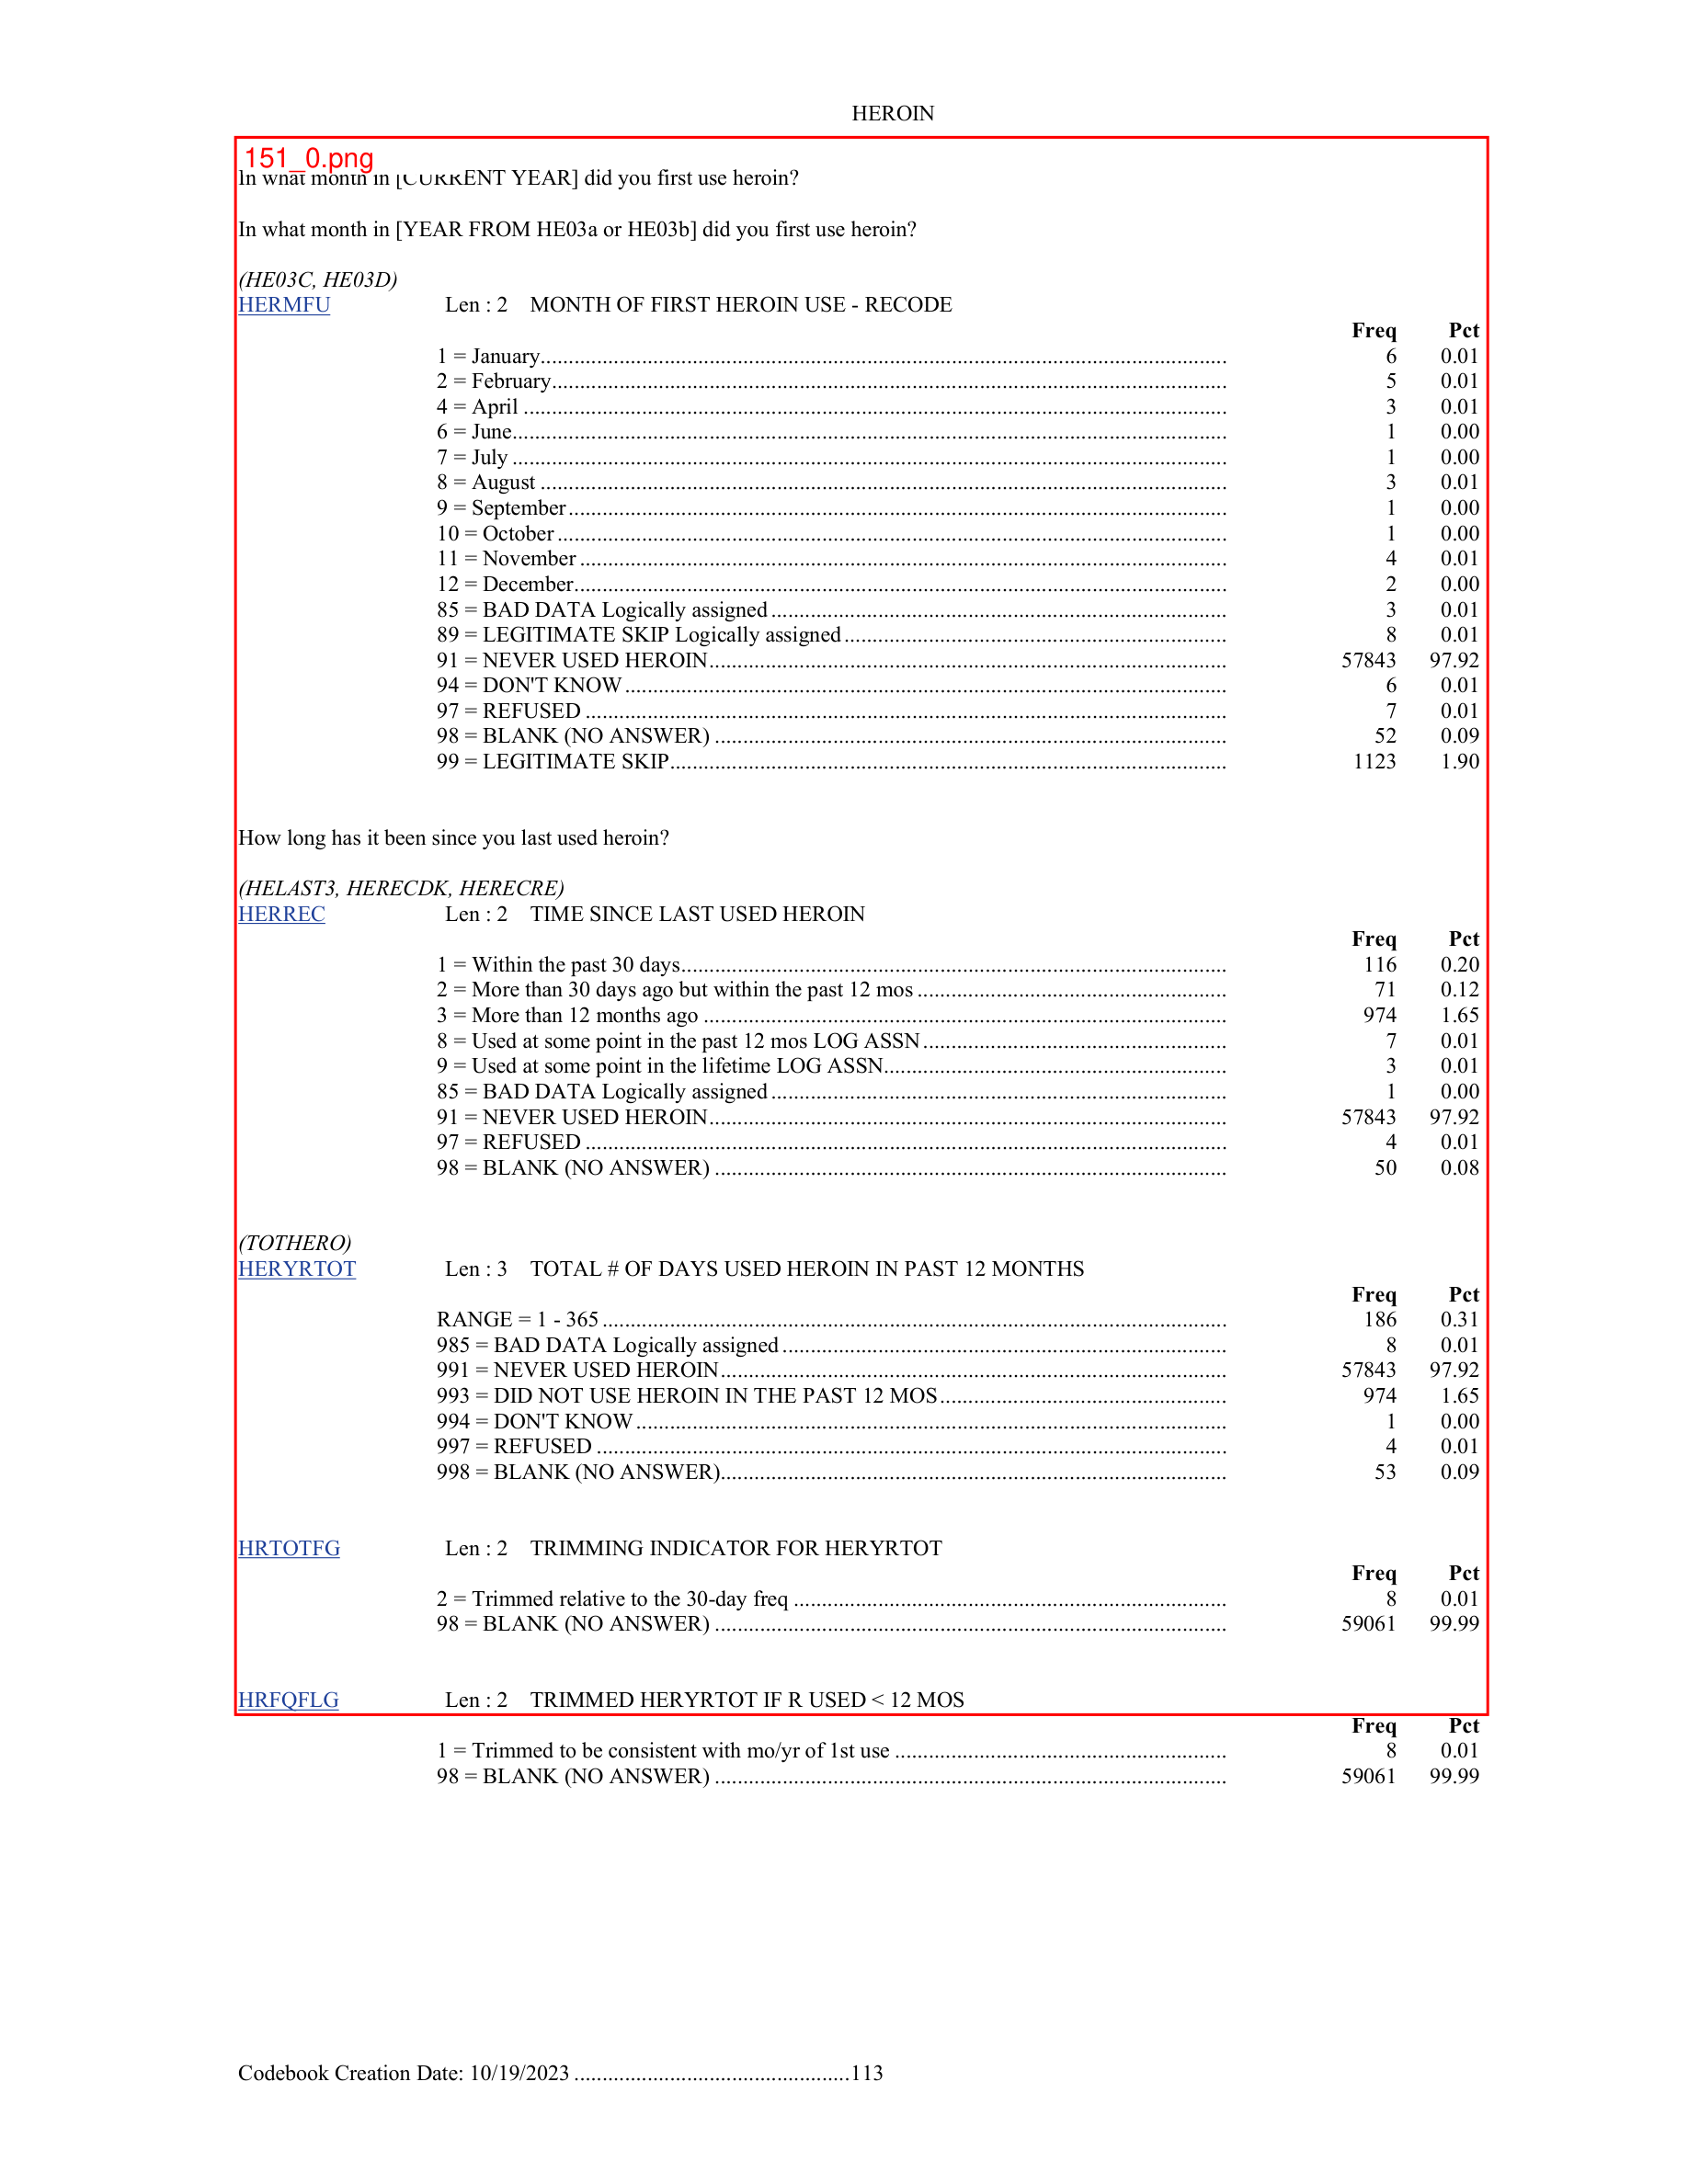 HEROIN
151_0.png
In what month in [CURRENT YEAR] did you first use heroin?
In what month in [YEAR FROM HE03a or HE03b] did you first use heroin?
(HE03C, HE03D)
HERMFU Len : 2 MONTH OF FIRST HEROIN USE - RECODE
Freq Pct
1 = January 6 0.01
2 = February 5 0.01
4 = April 3 0.01
6 = June 1 0.00
7 = July 1 0.00
8 = August 3 0.01
9 = September 1 0.00
10 = October 1 0.00
11 = November 4 0.01
12 = December 2 0.00
85 = BAD DATA Logically assigned 3 0.01
89 = LEGITIMATE SKIP Logically assigned 8 0.01
91 = NEVER USED HEROIN 57843 97.92
94 = DON'T KNOW 6 0.01
97 = REFUSED 7 0.01
98 = BLANK (NO ANSWER) 52 0.09
99 = LEGITIMATE SKIP 1123 1.90
How long has it been since you last used heroin?
(HELAST3, HERECDK, HERECRE)
HERREC Len : 2 TIME SINCE LAST USED HEROIN
Freq Pct
1 = Within the past 30 days 116 0.20
2 = More than 30 days ago but within the past 12 mos 71 0.12
3 = More than 12 months ago 974 1.65
8 = Used at some point in the past 12 mos LOG ASSN 7 0.01
9 = Used at some point in the lifetime LOG ASSN 3 0.01
85 = BAD DATA Logically assigned 1 0.00
91 = NEVER USED HEROIN 57843 97.92
97 = REFUSED 4 0.01
98 = BLANK (NO ANSWER) 50 0.08
(TOTHERO)
HERYRTOT Len : 3 TOTAL # OF DAYS USED HEROIN IN PAST 12 MONTHS
Freq Pct
RANGE = 1 - 365 186 0.31
985 = BAD DATA Logically assigned 8 0.01
991 = NEVER USED HEROIN 57843 97.92
993 = DID NOT USE HEROIN IN THE PAST 12 MOS 974 1.65
994 = DON'T KNOW 1 0.00
997 = REFUSED 4 0.01
998 = BLANK (NO ANSWER) 53 0.09
HRTOTFG Len : 2 TRIMMING INDICATOR FOR HERYRTOT
Freq Pct
2 = Trimmed relative to the 30-day freq 8 0.01
98 = BLANK (NO ANSWER) 59061 99.99
HRFQFLG Len : 2 TRIMMED HERYRTOT IF R USED < 12 MOS
Freq Pct
1 = Trimmed to be consistent with mo/yr of 1st use 8 0.01
98 = BLANK (NO ANSWER) 59061 99.99
Codebook Creation Date: 10/19/2023 113